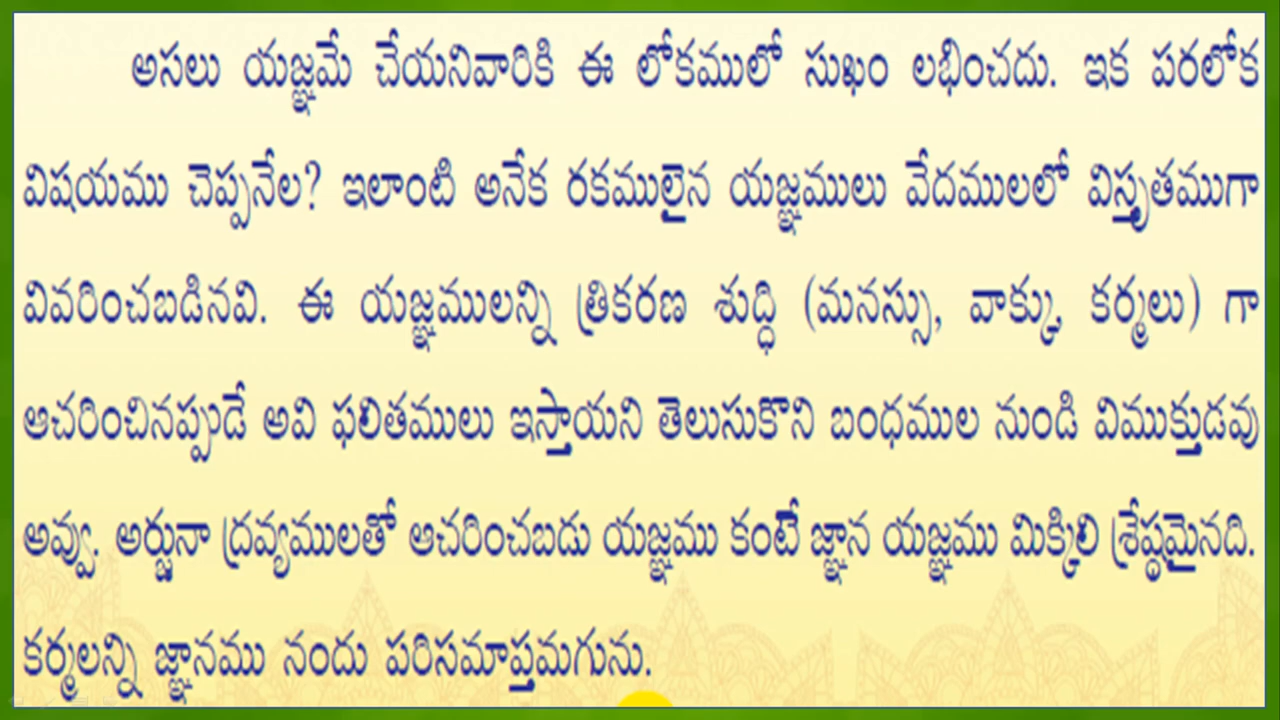 అసలు యజ్ఞమే చేయనివారికి ఈ లోకములో సుఖం లభించదు. ఇక పరలోక
విషయము చెప్పనేల? ఇలాంటి అనేక రకములైన యజ్ఞములు వేదములలో విస్తృతముగా
వివరించబడినవి. ఈ యజ్ఞములన్ని త్రికరణ శుద్ధి (మనస్సు, వాక్కు, కర్మలు) గా
ఆచరించినప్పుడే అవి ఫలితములు ఇస్తాయని తెలుసుకొని బంధముల నుండి విముక్తుడవు
అవ్వు. అర్జునా ద్రవ్యములతో ఆచరించబడు యజ్ఞము కంటే జ్ఞాన యజ్ఞము మిక్కిలి శ్రేష్ఠమైనది.
కర్మలన్ని జ్ఞానము నందు పరిసమాప్తమగును.